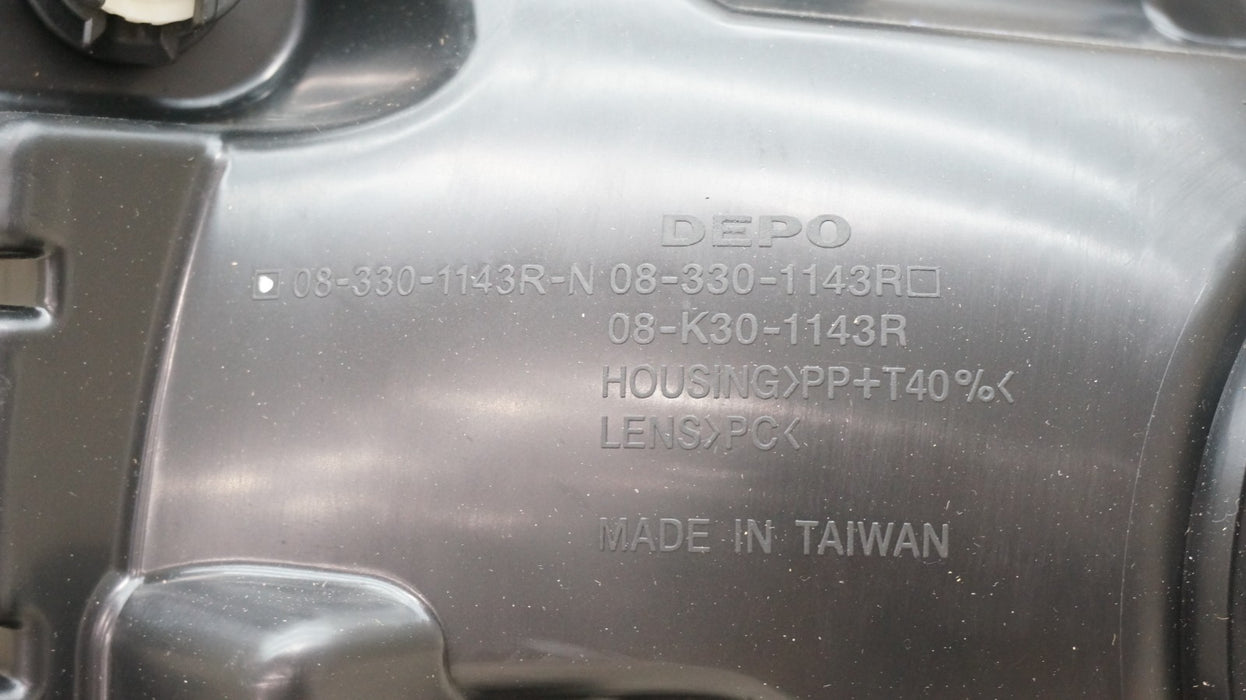 DEPO
08-330-1143R-N 08-330-1143R
08-K30-1143R
HOUSING>PP+T40%<
LENS>PC<
MADE IN TAIWAN